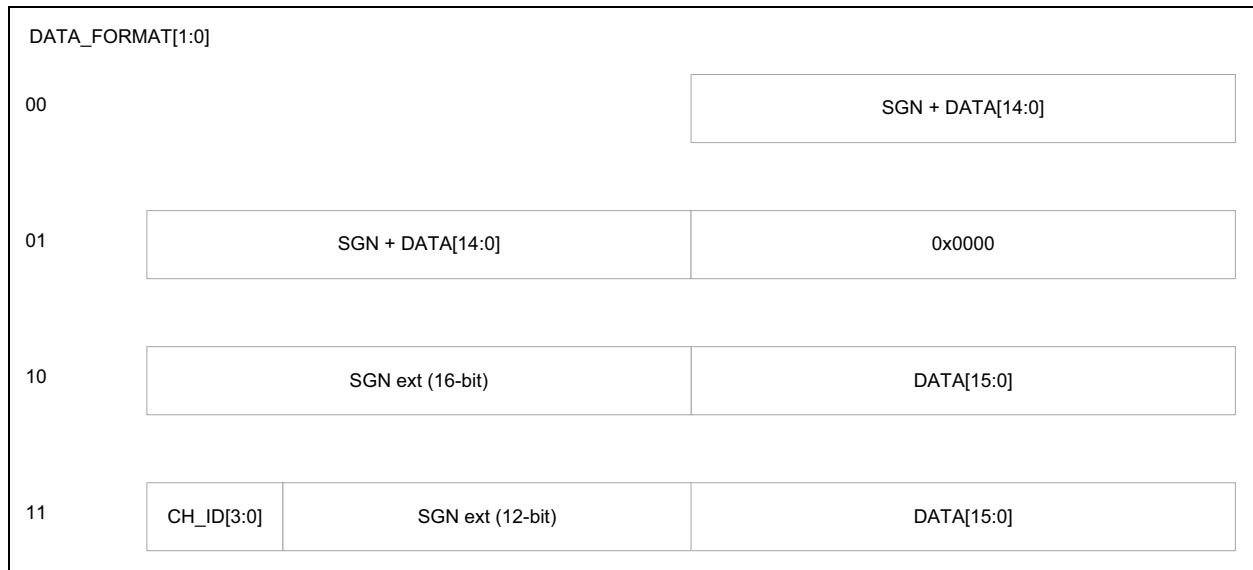 DATA_FORMAT[1:0]
00 SGN + DATA[14:0]
01 SGN + DATA[14:0] 0x0000
10 SGN ext (16-bit) DATA[15:0]
11 CH_ID[3:0] SGN ext (12-bit) DATA[15:0]